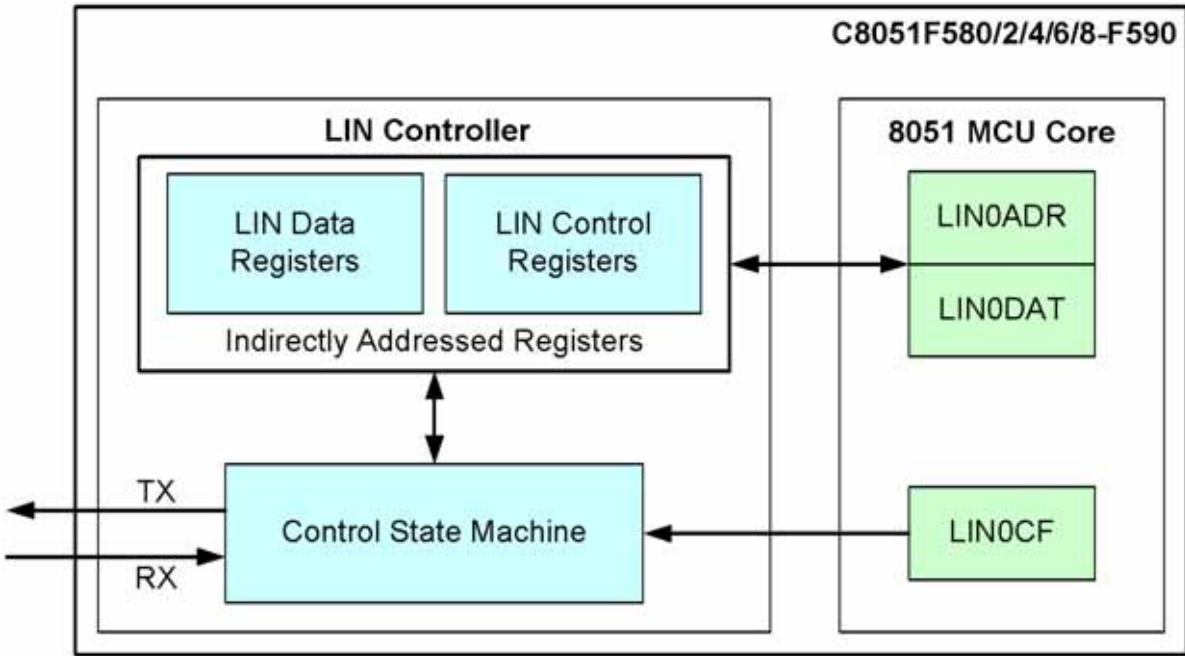 C8051F580/2/4/6/8-F590
LIN Controller
LIN Data
Registers
LIN Control
Registers
Indirectly Addressed Registers
Control State Machine
TX
RX
8051 MCU Core
LIN0ADR
LIN0DAT
LIN0CF